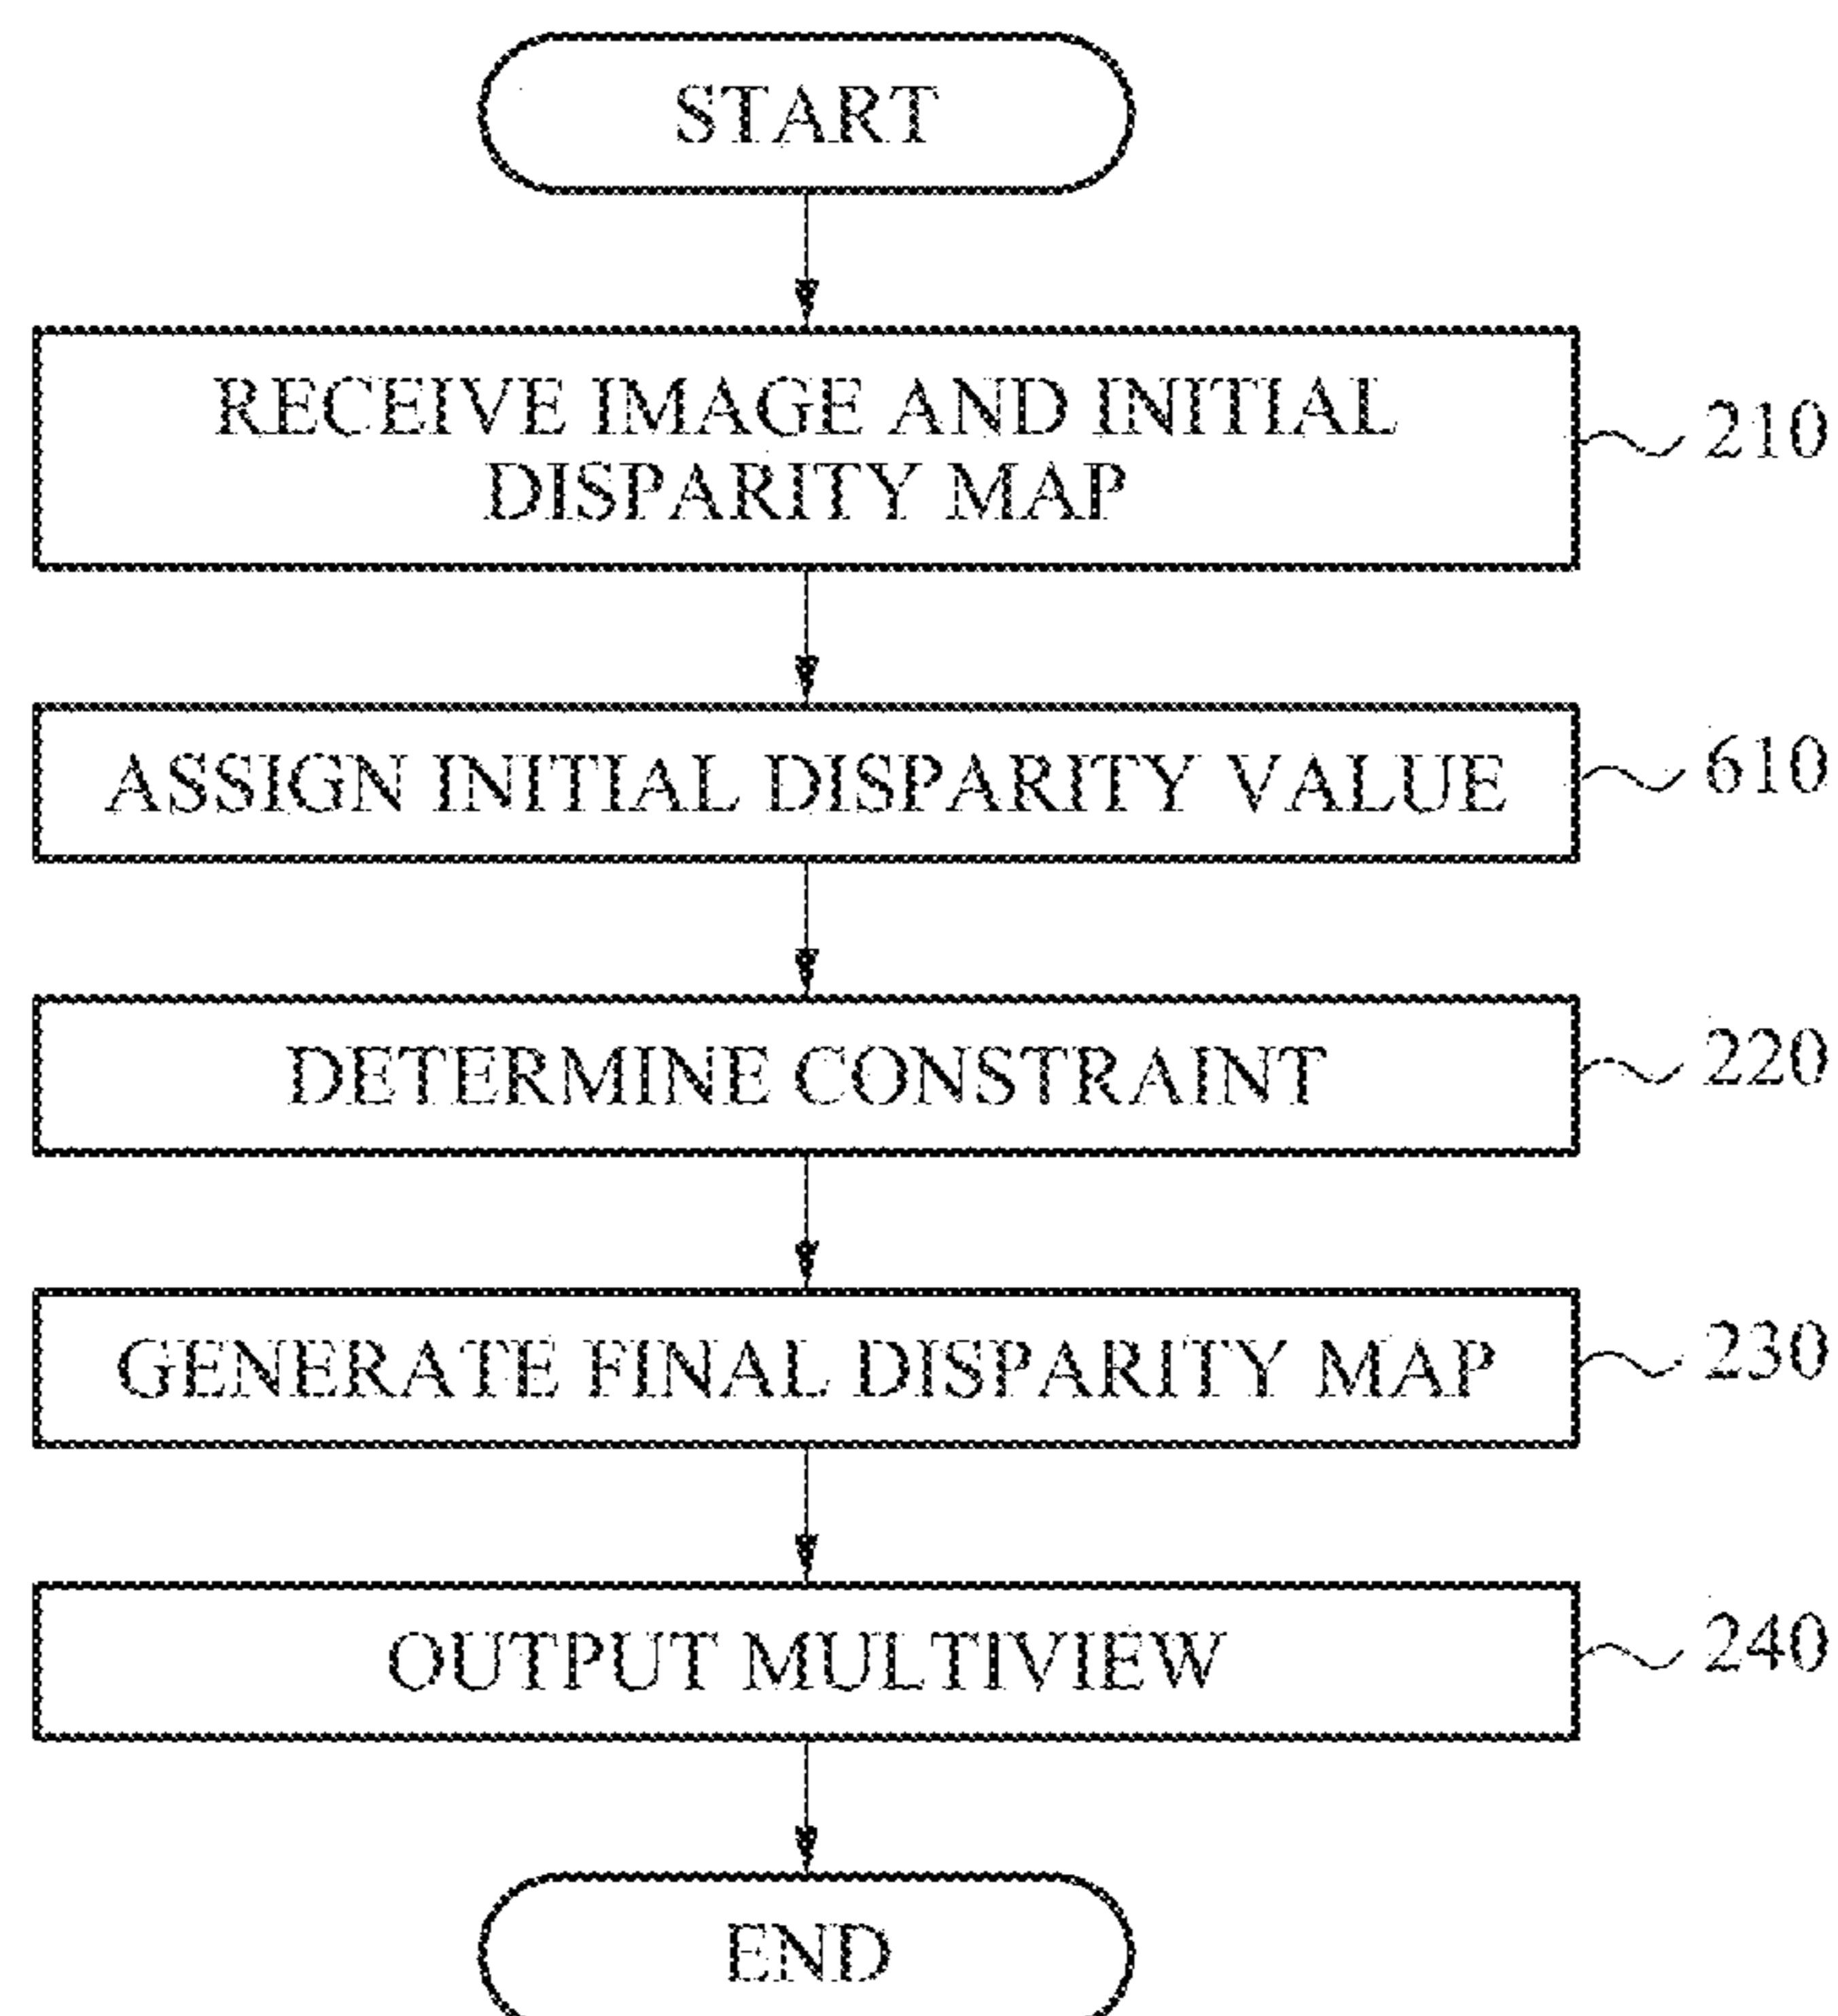 START
RECEIVE IMAGE AND INITIAL
DISPARITY MAP
210
ASSIGN INITIAL DISPARITY VALUE
610
DETERMINE CONSTRAINT
220
GENERATE FINAL DISPARITY MAP
230
OUTPUT MULTIVIEW
240
END